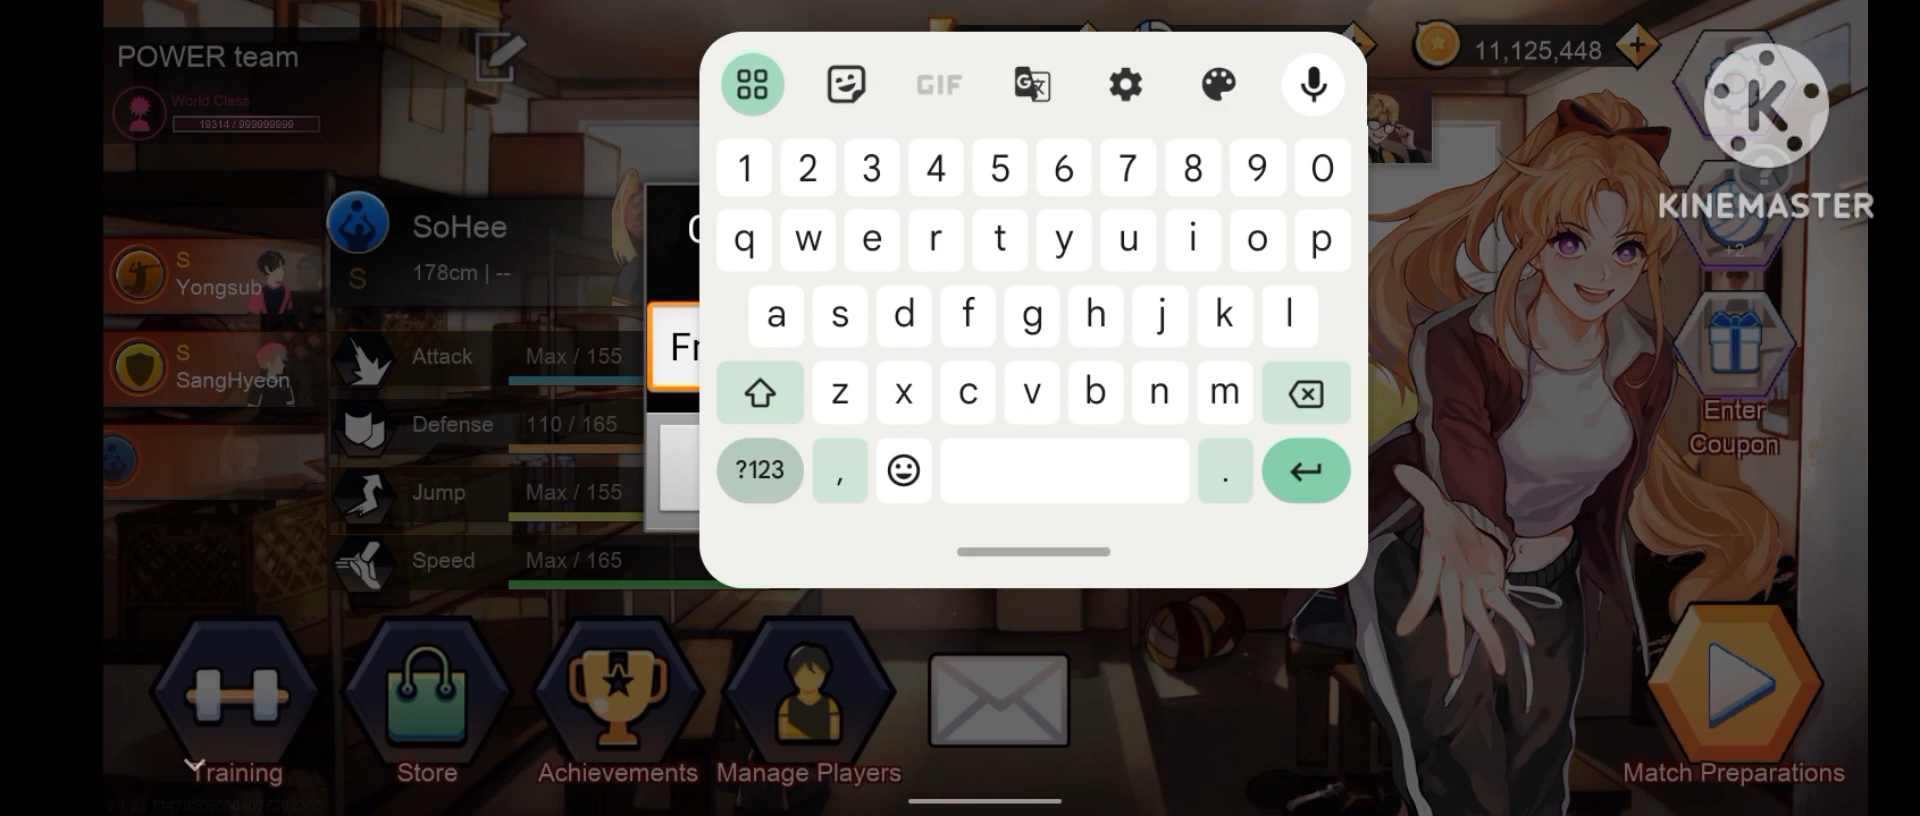 POWER team
World Class
19314 / 999999999
11,125,448
KINEMASTER
+2
S
Yongsub
S
SangHyeon
SoHee
S
178cm | --
Attack Max / 155
Defense 110 / 165
Jump Max / 155
Speed Max / 165
Fr
GIF
1 2 3 4 5 6 7 8 9 0
q w e r t y u i o p
a s d f g h j k l
z x c v b n m
?123 , .
Enter
Coupon
Training
Store
Achievements
Manage Players
Match Preparations